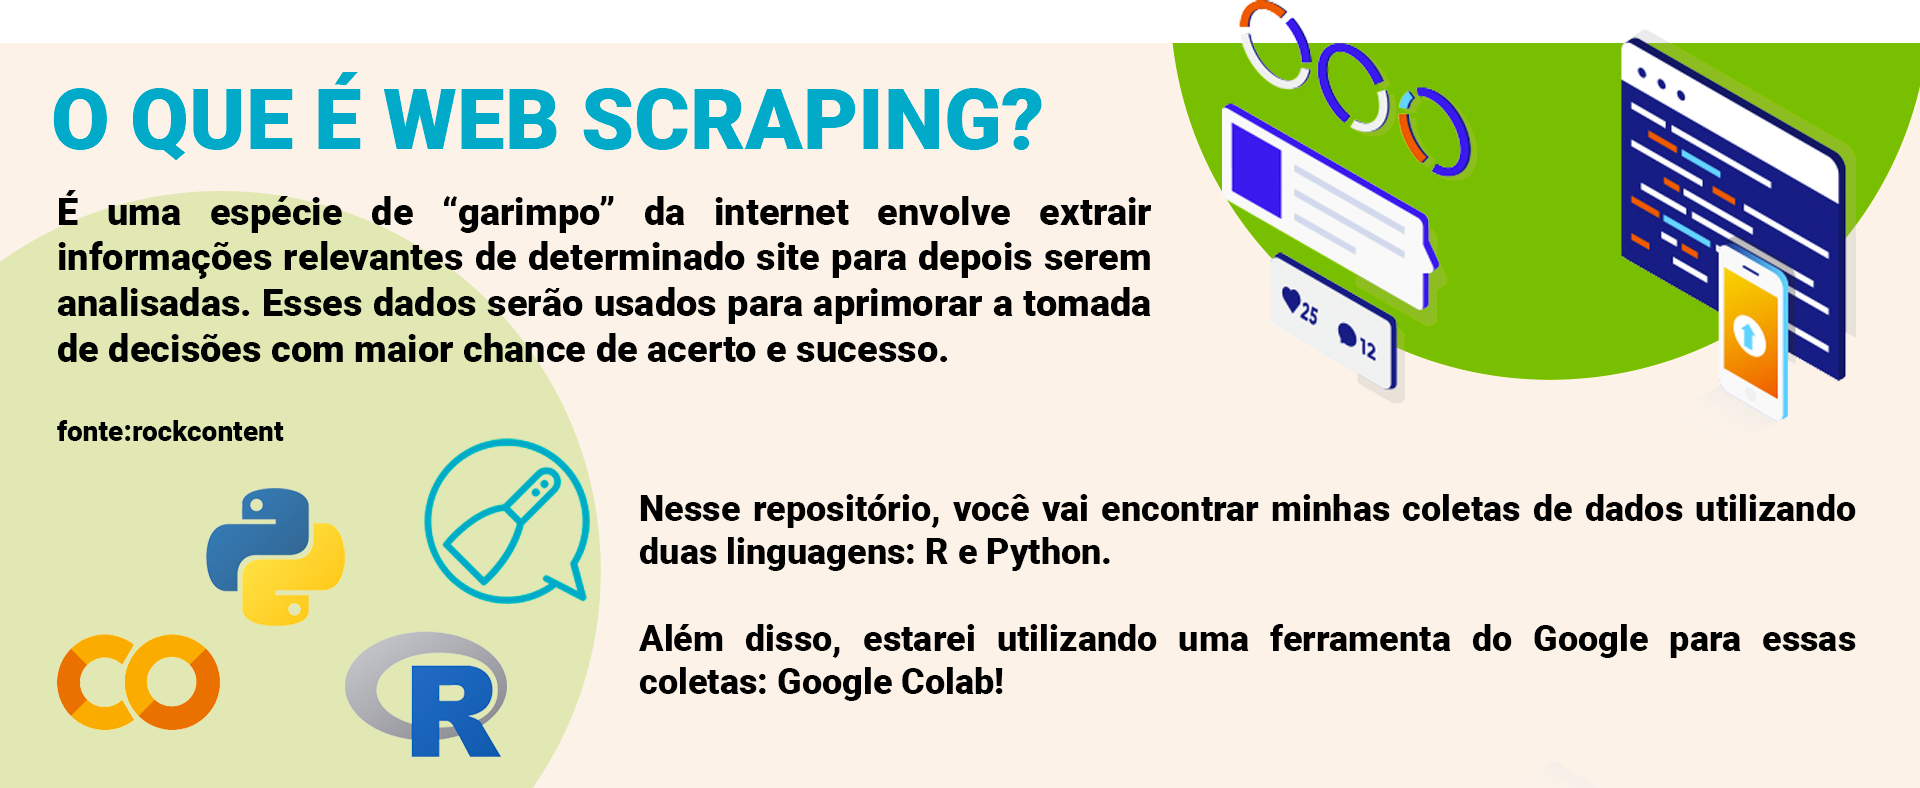 O QUE É WEB SCRAPING?
É uma espécie de “garimpo” da internet envolve extrair
informações relevantes de determinado site para depois serem
analisadas. Esses dados serão usados para aprimorar a tomada
de decisões com maior chance de acerto e sucesso.
fonte:rockcontent
25
12
Nesse repositório, você vai encontrar minhas coletas de dados utilizando
duas linguagens: R e Python.
Além disso, estarei utilizando uma ferramenta do Google para essas
coletas: Google Colab!
CO
R